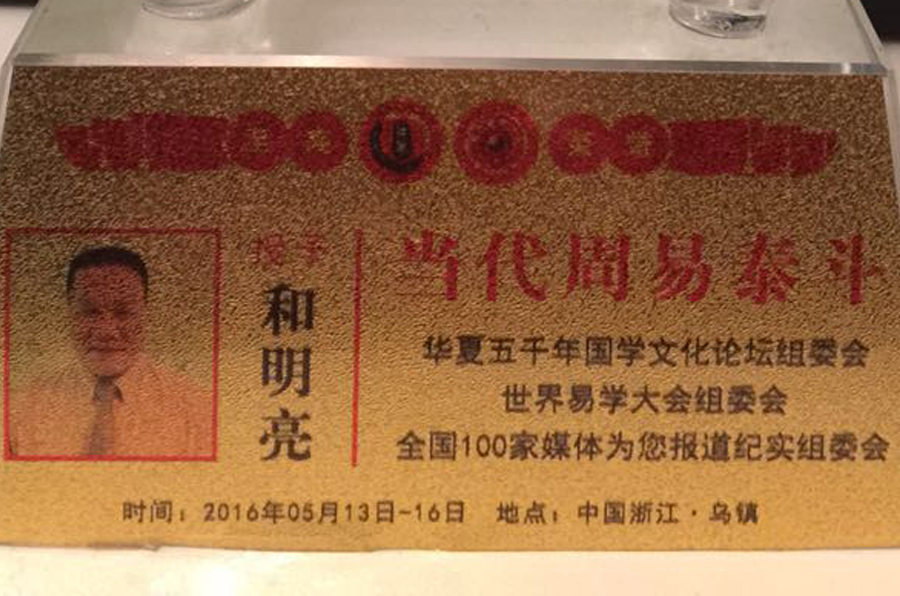 授予
和明亮
当代周易泰斗
华夏五千年国学文化论坛组委会
世界易学大会组委会
全国100家媒体为您报道纪实组委会
时间：2016年05月13日-16日 地点：中国浙江·乌镇